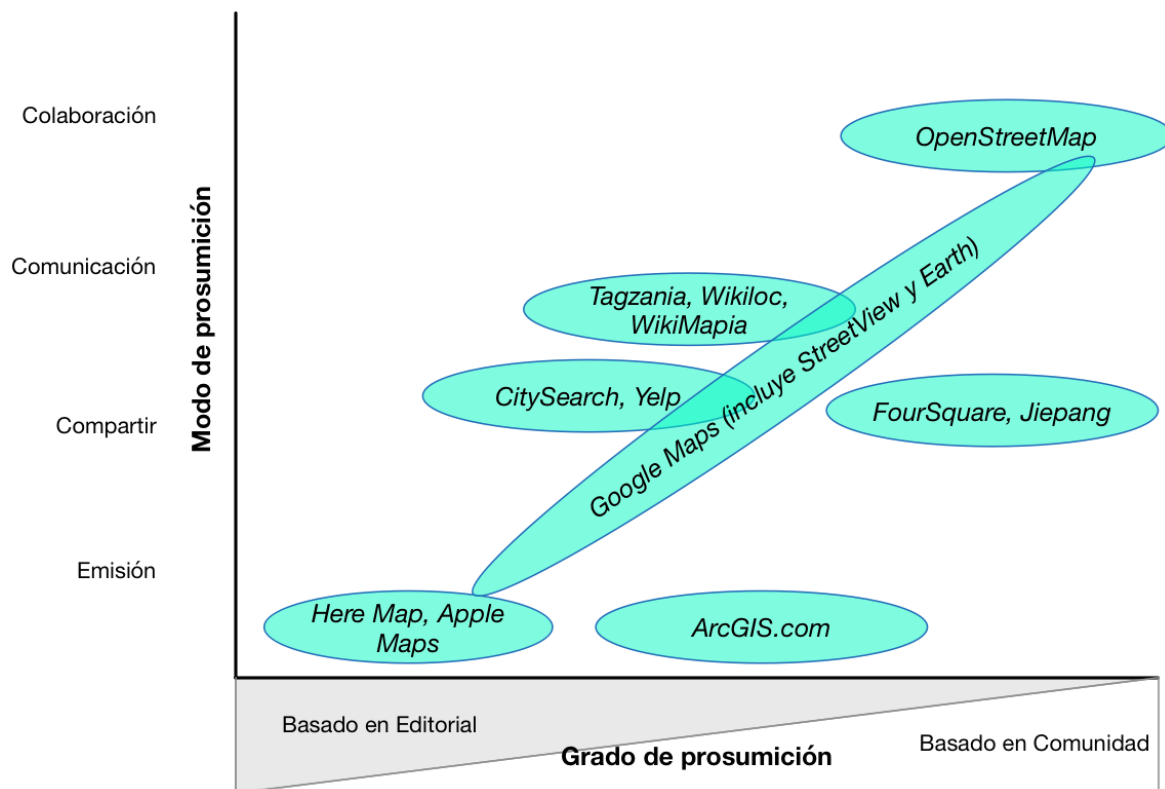 Colaboración
OpenStreetMap
Modo de prosumición
Comunicación
Tagzania, Wikiloc,
WikiMapia
Google Maps (incluye StreetView y Earth)
CitySearch, Yelp
FourSquare, Jiepang
Compartir
Emisión
Here Map, Apple
Maps
ArcGIS.com
Basado en Editorial
Basado en Comunidad
Grado de prosumición